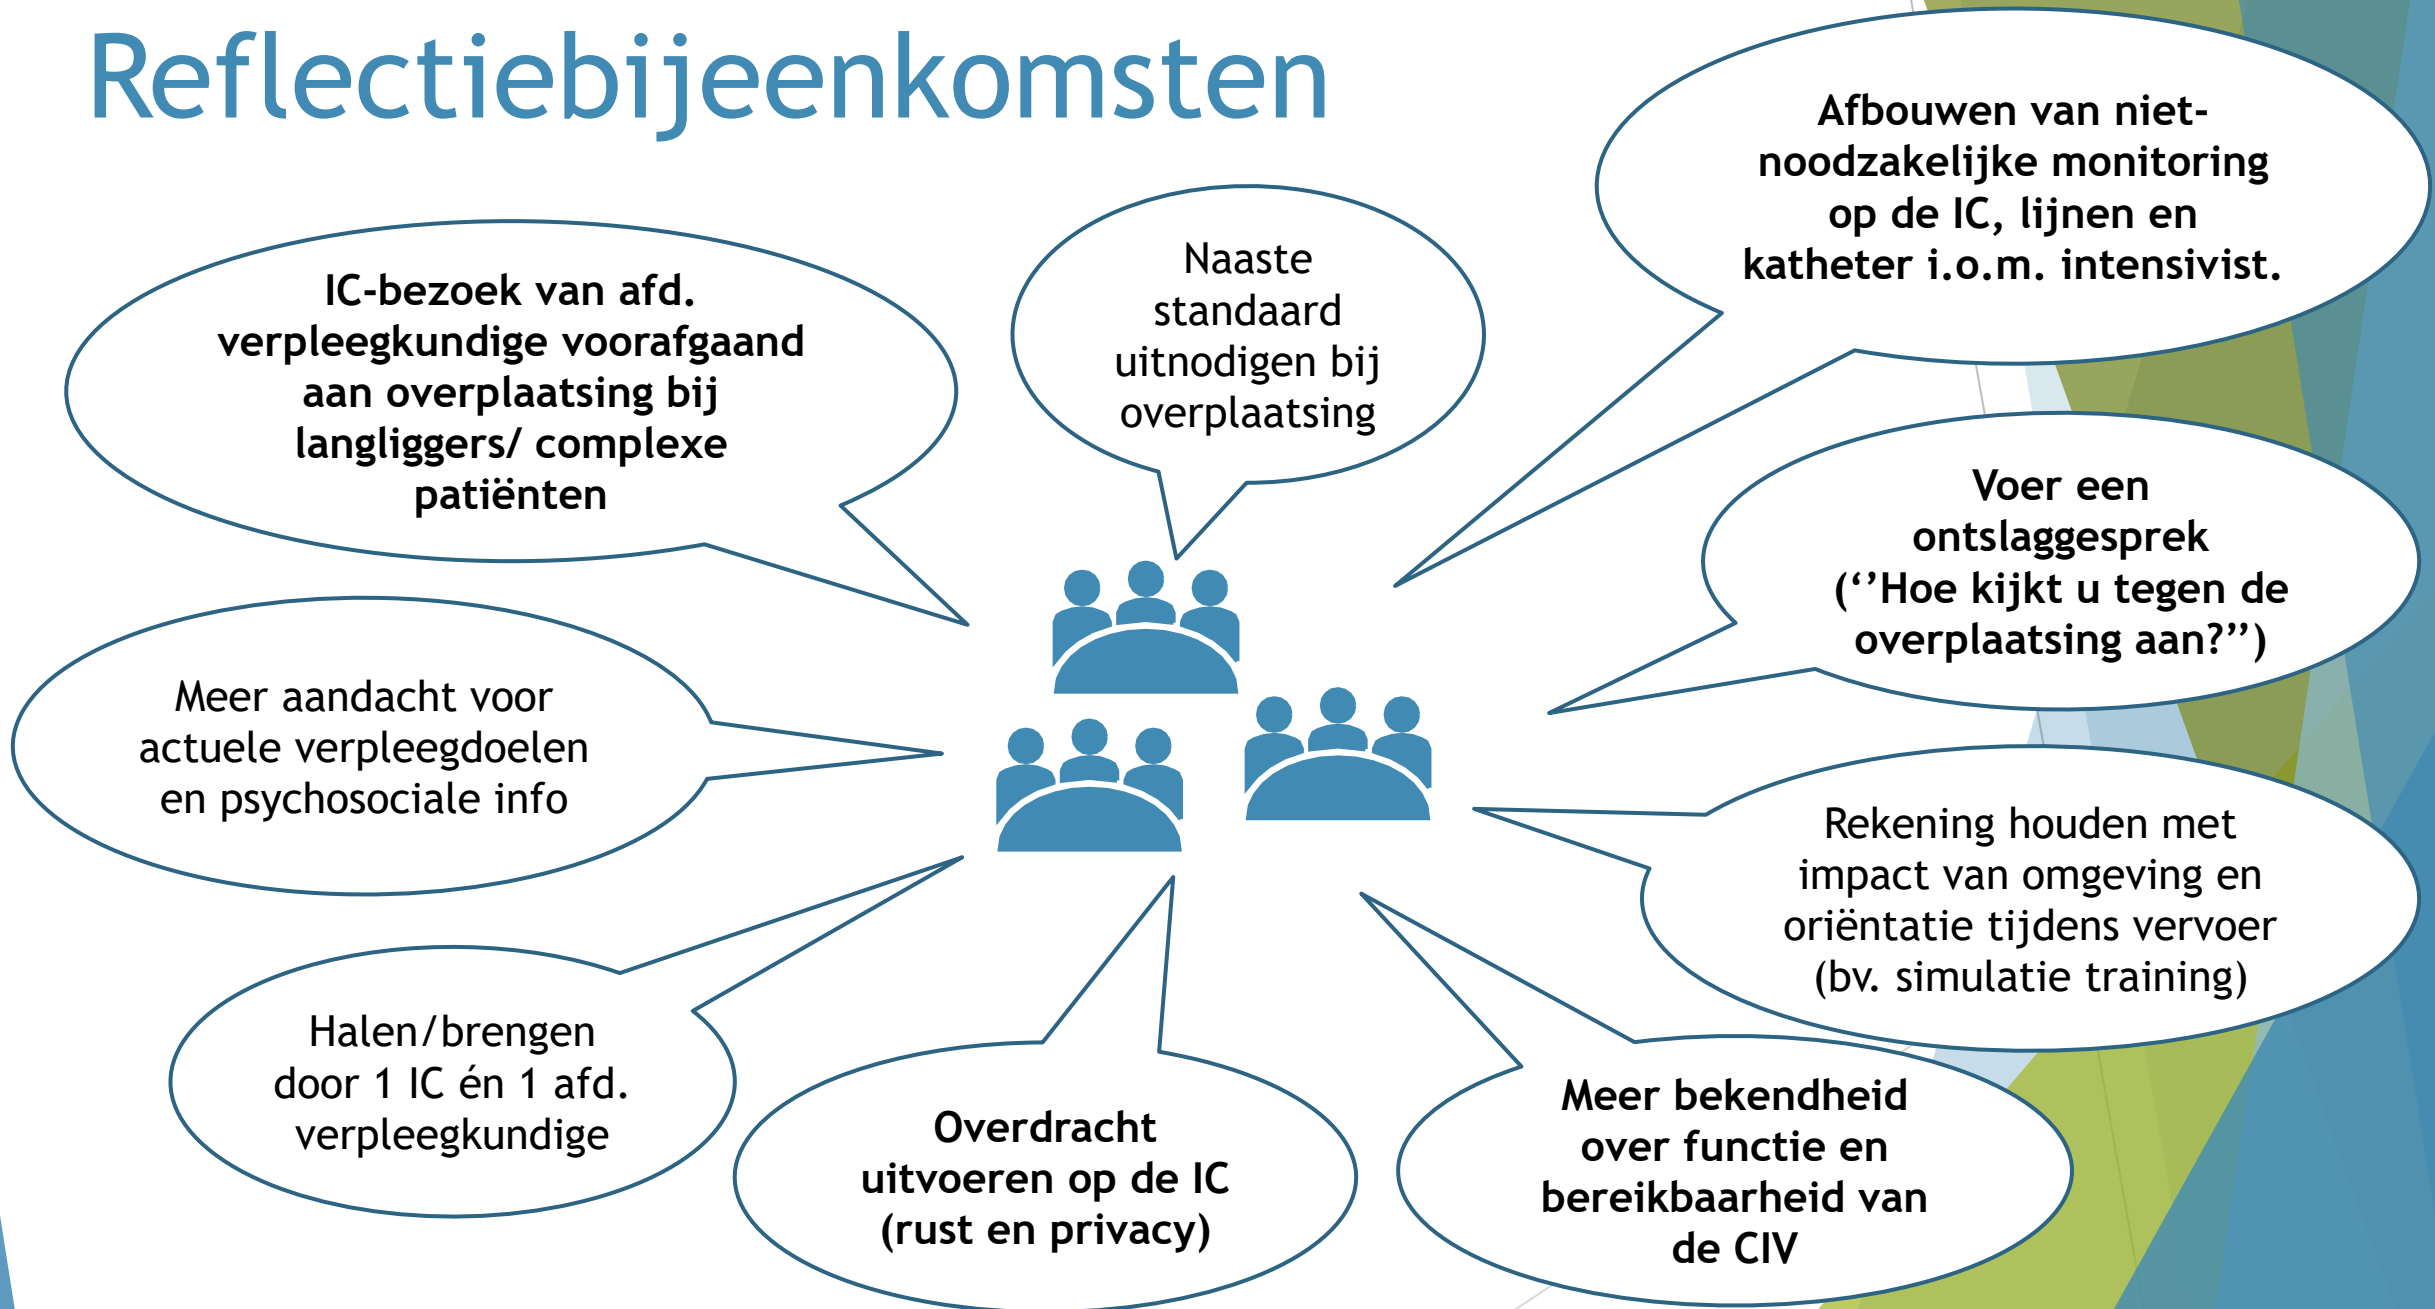 Reflectiebijeenkomsten
IC-bezoek van afd.
verpleegkundige voorafgaand
aan overplaatsing bij
langliggers/ complexe
patiënten
Naaste
standaard
uitnodigen bij
overplaatsing
Afbouwen van niet-
noodzakelijke monitoring
op de IC, lijnen en
katheter i.o.m. intensivist.
Voer een
ontslaggesprek
(‘’Hoe kijkt u tegen de
overplaatsing aan?’’)
Meer aandacht voor
actuele verpleegdoelen
en psychosociale info
Rekening houden met
impact van omgeving en
oriëntatie tijdens vervoer
(bv. simulatie training)
Halen/brengen
door 1 IC én 1 afd.
verpleegkundige
Overdracht
uitvoeren op de IC
(rust en privacy)
Meer bekendheid
over functie en
bereikbaarheid van
de CIV